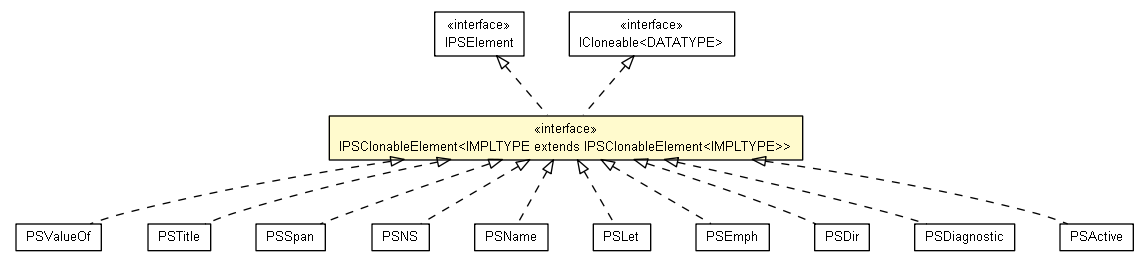 «interface»
IPSElement
«interface»
ICloneable<DATATYPE>
«interface»
IPSClonableElement<IMPLTYPE extends IPSClonableElement<IMPLTYPE>>
PSValueOf
PSTitle
PSSpan
PSNS
PSName
PSLet
PSEmph
PSDir
PSDiagnostic
PSActive